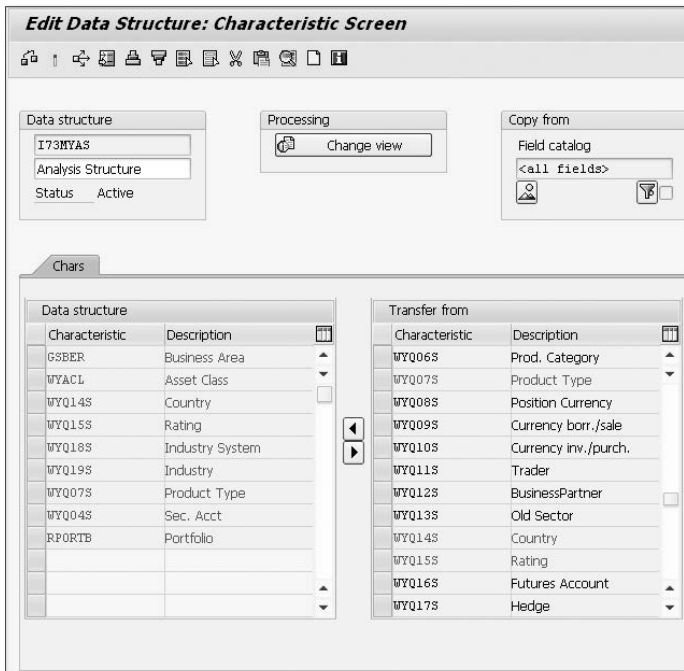 Edit Data Structure: Characteristic Screen
Data structure
I73MYAS
Analysis Structure
Status Active
Processing
Change view
Copy from
Field catalog
<all fields>
Chars
Data structure
Characteristic Description
GSBER Business Area
WYACL Asset Class
WYQ14S Country
WYQ15S Rating
WYQ18S Industry System
WYQ19S Industry
WYQ07S Product Type
WYQ04S Sec. Acct
RPORTB Portfolio
Transfer from
Characteristic Description
WYQ06S Prod. Category
WYQ07S Product Type
WYQ08S Position Currency
WYQ09S Currency borr./sale
WYQ10S Currency inv./purch.
WYQ11S Trader
WYQ12S BusinessPartner
WYQ13S Old Sector
WYQ14S Country
WYQ15S Rating
WYQ16S Futures Account
WYQ17S Hedge